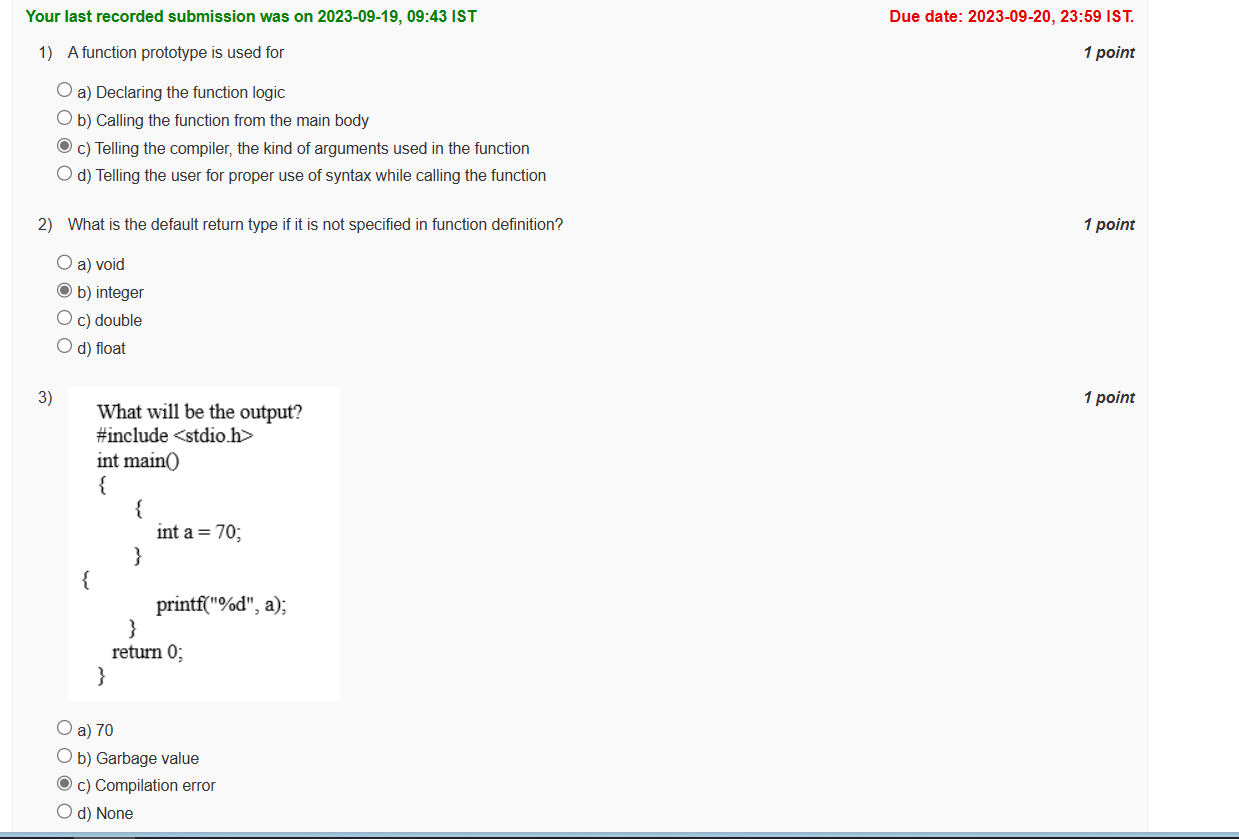 Your last recorded submission was on 2023-09-19, 09:43 IST Due date: 2023-09-20, 23:59 IST.
1) A function prototype is used for 1 point
a) Declaring the function logic
b) Calling the function from the main body
c) Telling the compiler, the kind of arguments used in the function
d) Telling the user for proper use of syntax while calling the function
2) What is the default return type if it is not specified in function definition? 1 point
a) void
b) integer
c) double
d) float
3) 1 point
What will be the output?
#include <stdio.h>
int main()
{
{
int a = 70;
}
{
printf("%d", a);
}
return 0;
}
a) 70
b) Garbage value
c) Compilation error
d) None